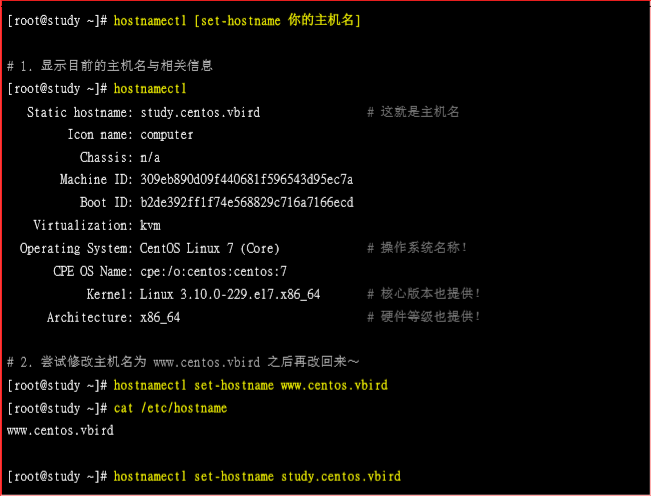 [root@study ~]# hostnamectl [set-hostname 你的主机名]
# 1. 显示目前的主机名与相关信息
[root@study ~]# hostnamectl
Static hostname: study.centos.vbird # 这就是主机名
Icon name: computer
Chassis: n/a
Machine ID: 309eb890d09f440681f596543d95ec7a
Boot ID: b2de392ff1f74e568829c716a7166ecd
Virtualization: kvm
Operating System: CentOS Linux 7 (Core) # 操作系统名称！
CPE OS Name: cpe:/o:centos:centos:7
Kernel: Linux 3.10.0-229.el7.x86_64 # 核心版本也提供！
Architecture: x86_64 # 硬件等级也提供！
# 2. 尝试修改主机名为 www.centos.vbird 之后再改回来～
[root@study ~]# hostnamectl set-hostname www.centos.vbird
[root@study ~]# cat /etc/hostname
www.centos.vbird
[root@study ~]# hostnamectl set-hostname study.centos.vbird